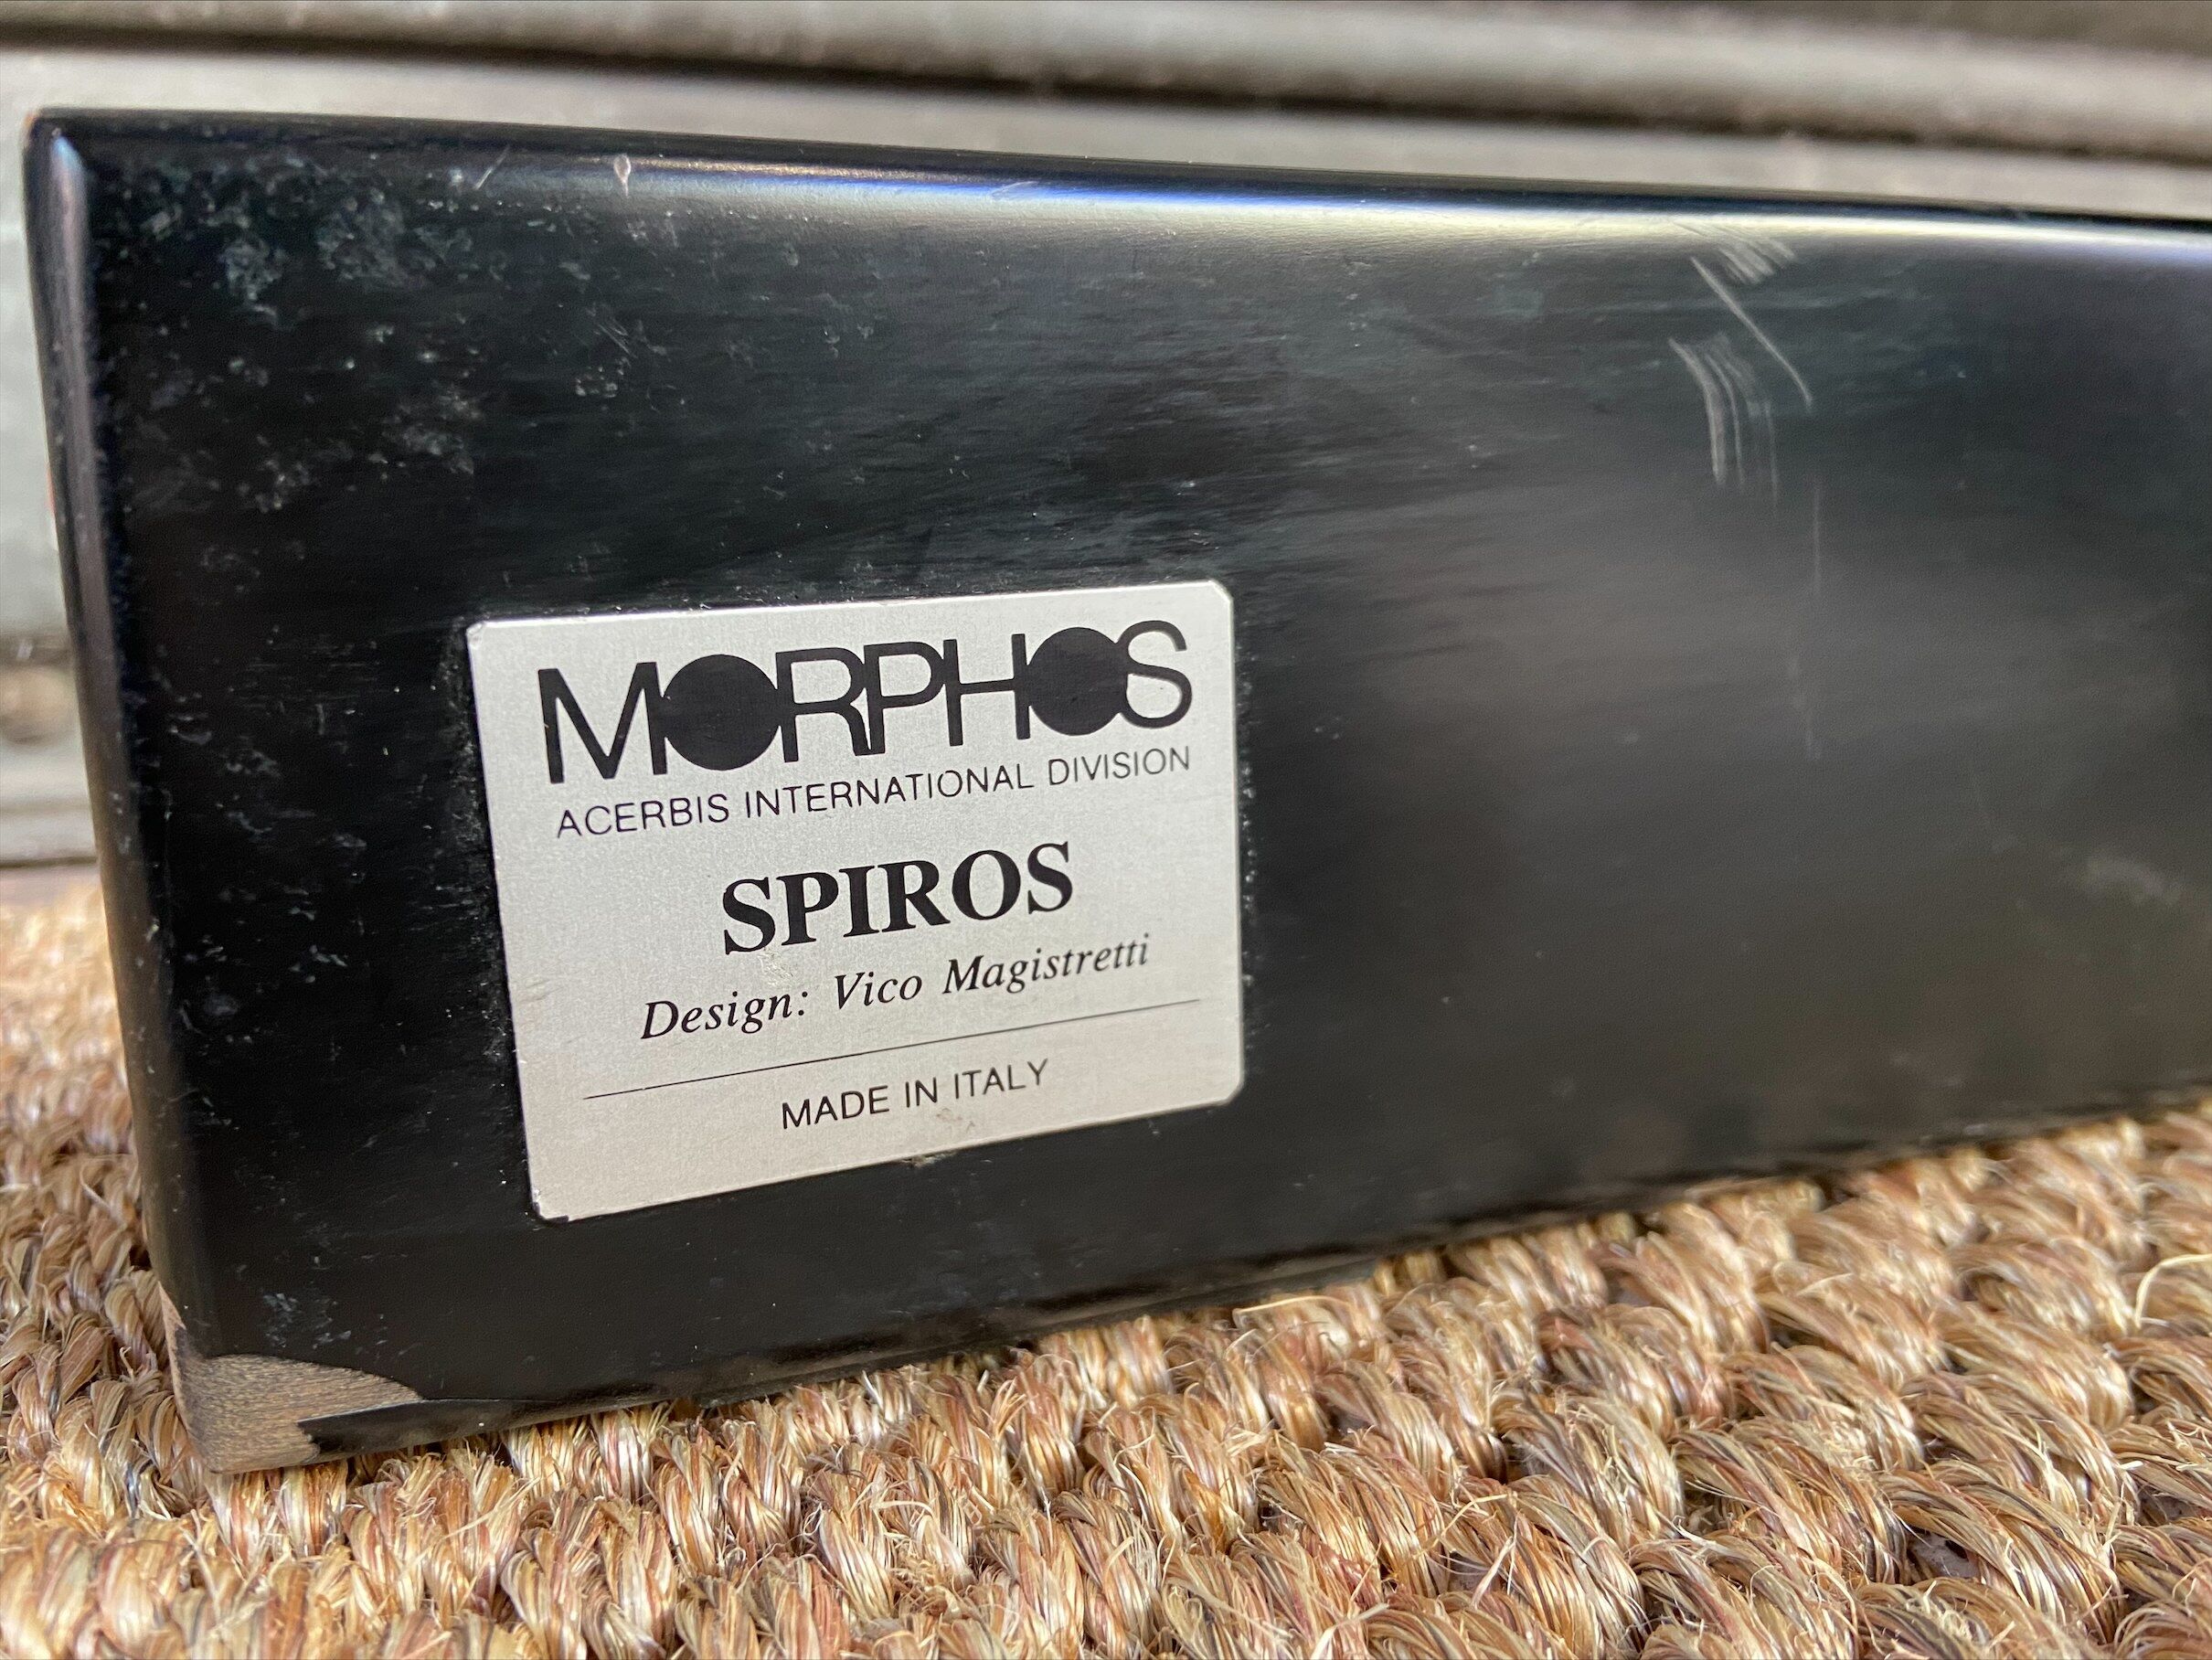 MORPHOS
ACERBIS INTERNATIONAL DIVISION
SPIROS
Design: Vico Magistretti
MADE IN ITALY